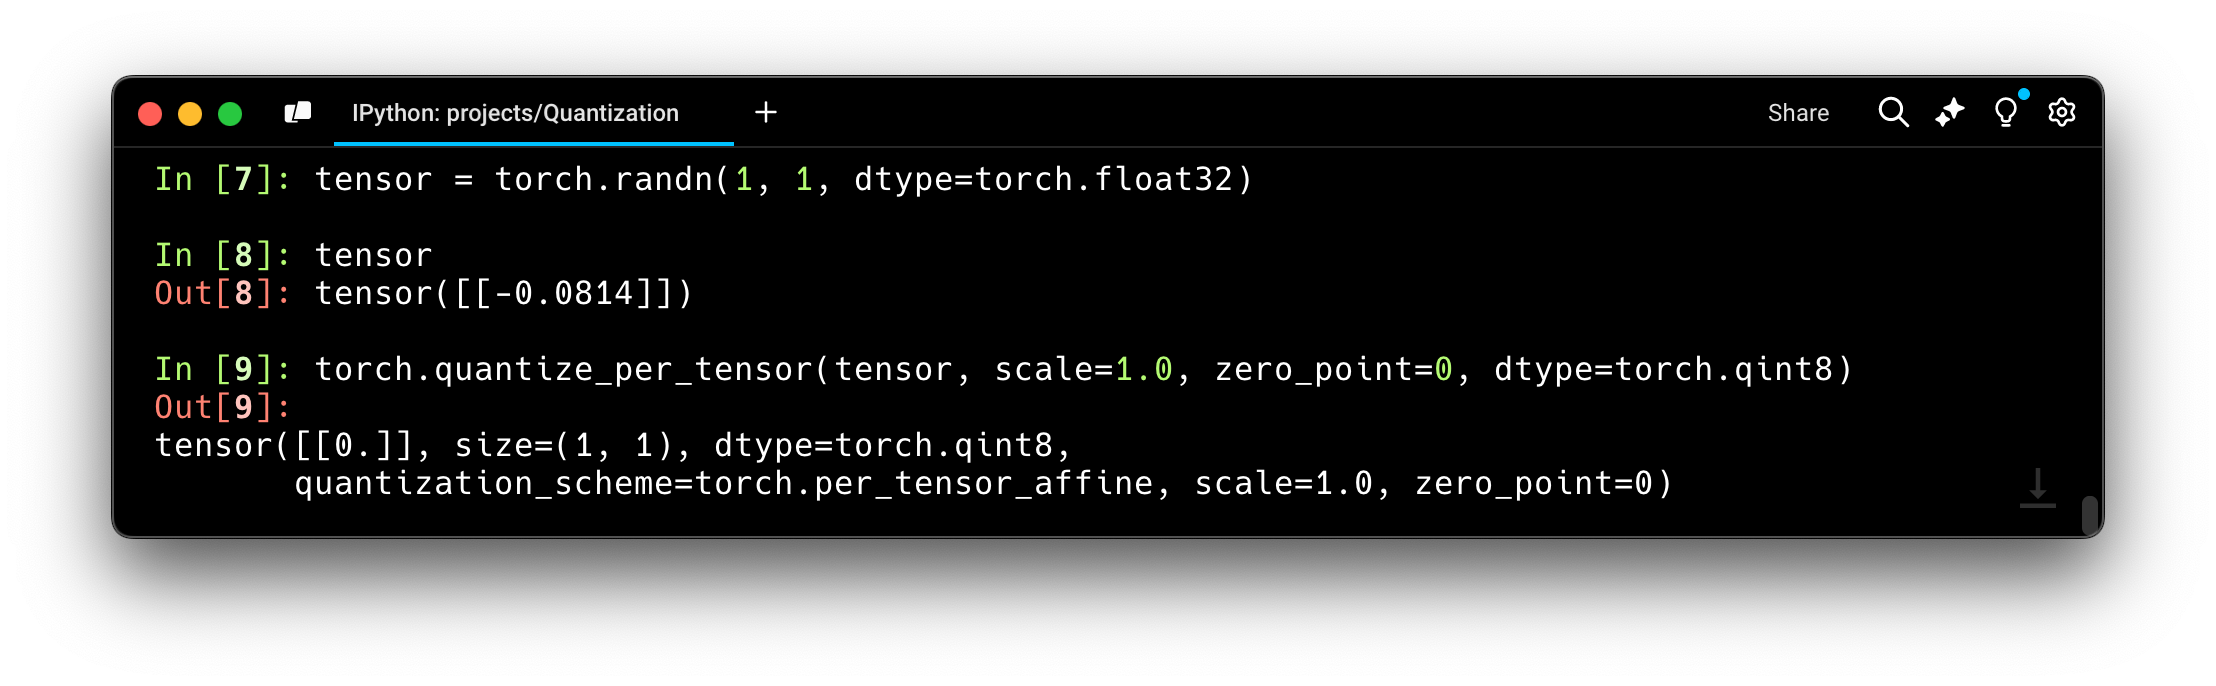 IPython: projects/Quantization
Share
In [7]: tensor = torch.randn(1, 1, dtype=torch.float32)
In [8]: tensor
Out[8]: tensor([[-0.0814]])
In [9]: torch.quantize_per_tensor(tensor, scale=1.0, zero_point=0, dtype=torch.qint8)
Out[9]:
tensor([[0.]], size=(1, 1), dtype=torch.qint8,
       quantization_scheme=torch.per_tensor_affine, scale=1.0, zero_point=0)